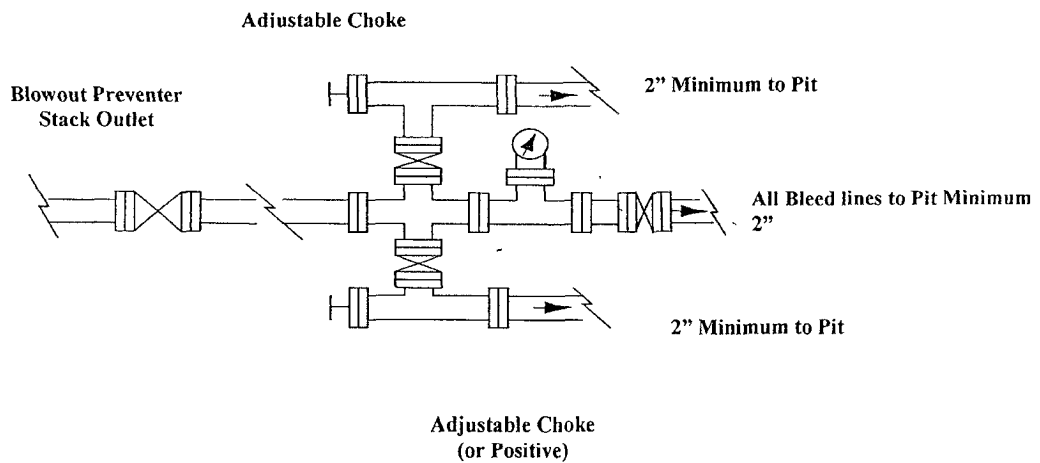 Adiustable Choke
2” Minimum to Pit
Blowout Preventer
Stack Outlet
All Bleed lines to Pit Minimum
2”
2” Minimum to Pit
Adjustable Choke
(or Positive)